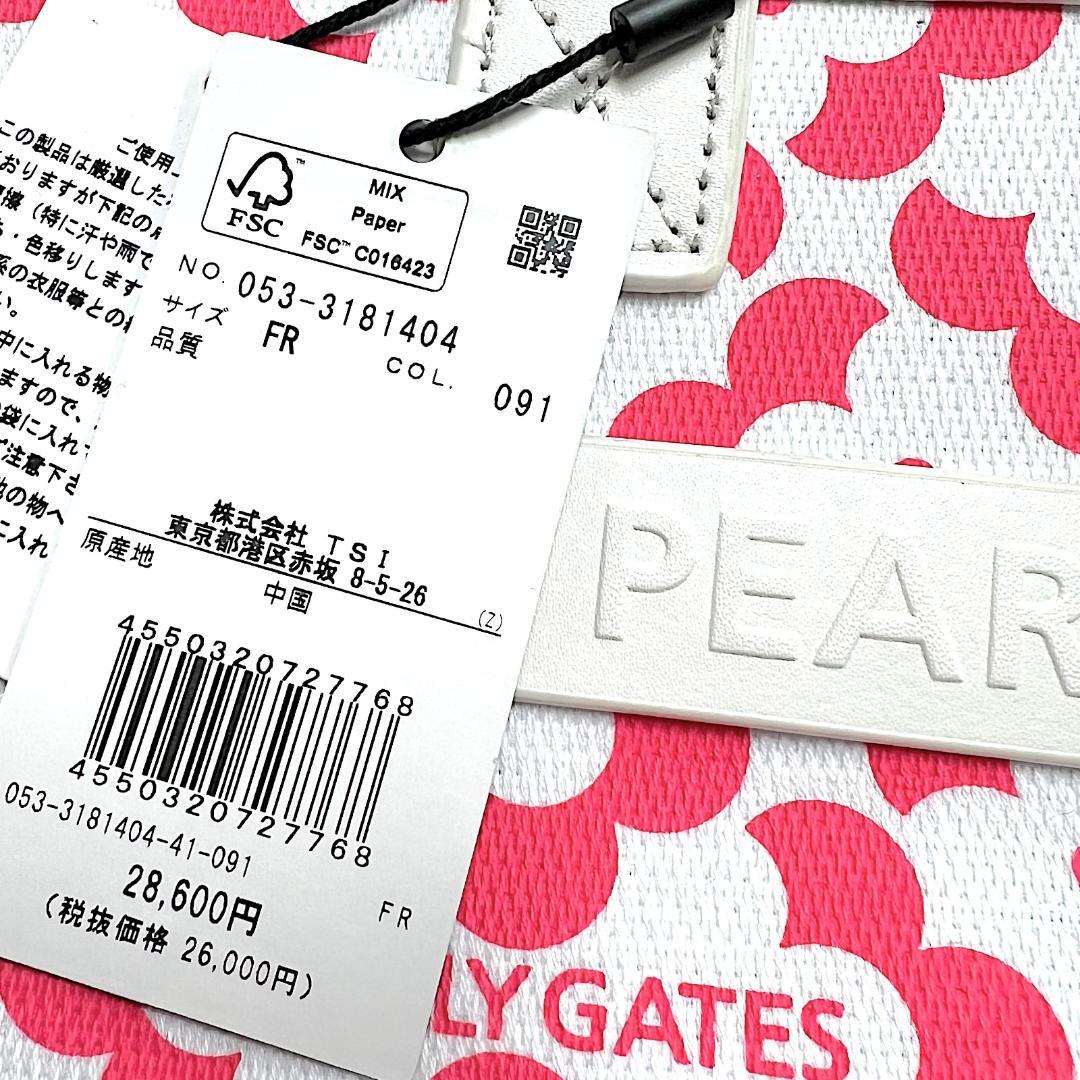 ご使用
この製品は厳選した
おりますが下記の
(特に汗や雨で
・色移りします
系の衣服等との
い。
中に入れる物
ますので、
袋に入れ
ご注意下さ
他の物へ
に入れ
FSC
™
MIX
Paper
FSC™ C016423
NO. 053-3181404
サイズ FR
品質
COL. 091
株式会社 TSI
東京都港区赤坂 8-5-26
原産地
中国
(Z)
4550320727768
4550320727768
053-3181404-41-091
28,600円
FR
(税抜価格 26,000円)
PEAR
LY GATES